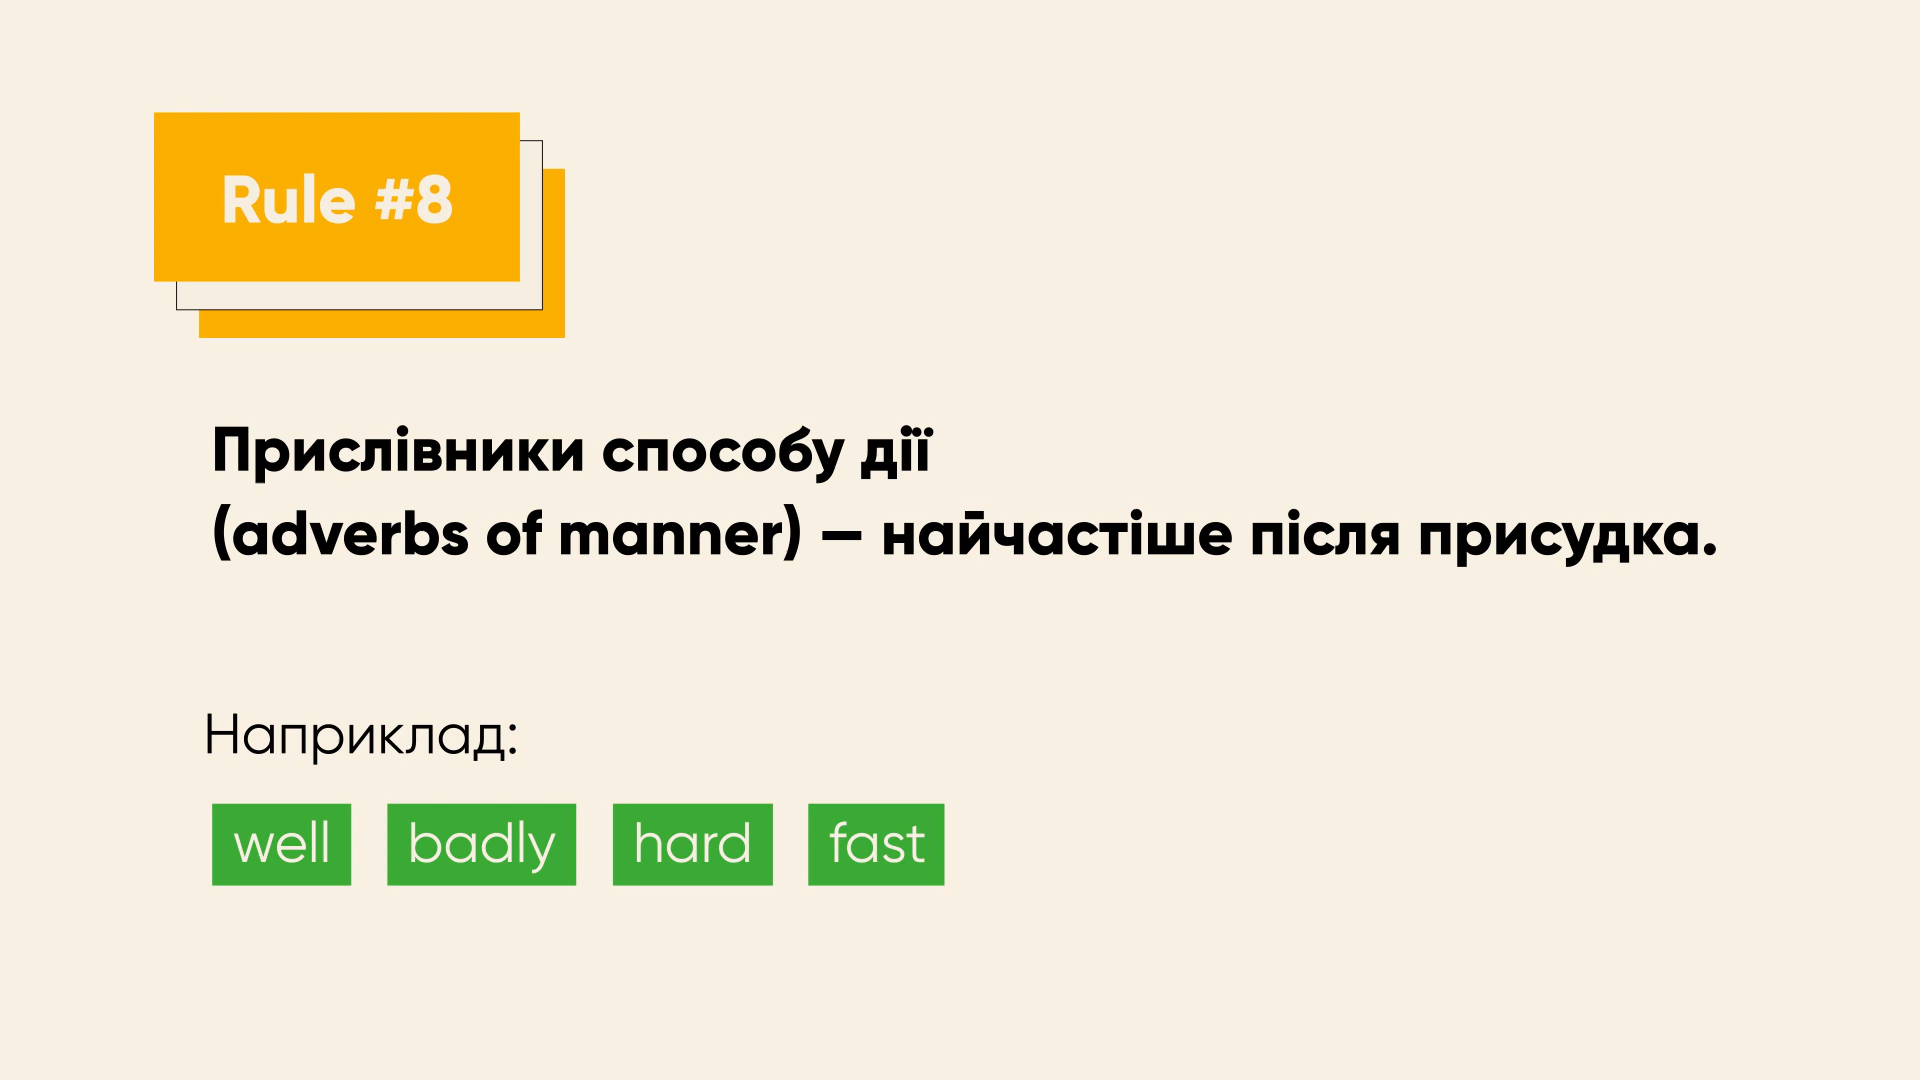 Rule #8
Прислівники способу дії
(adverbs of manner) — найчастіше після присудка.
Наприклад:
well badly hard fast